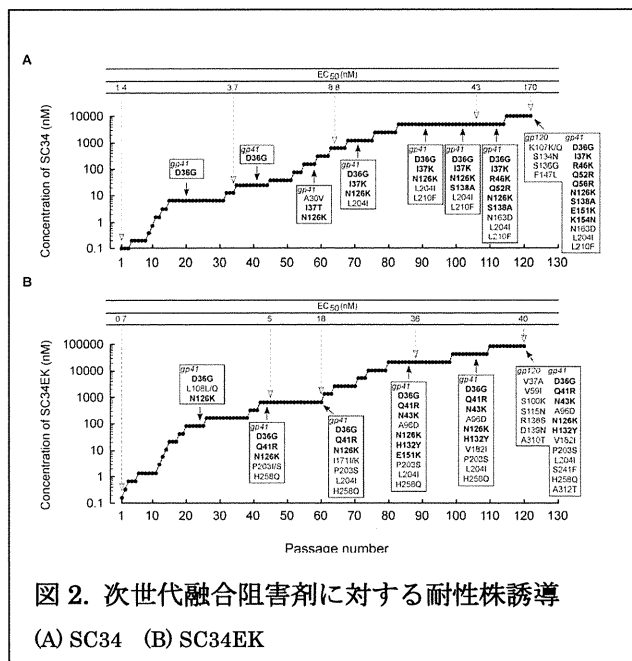 A
EC50 (nM)
1.4 3.7 8.8 43 170
Concentration of SC34 (nM)
10000
1000
100
10
1
0.1
gp41
D36G
gp41
D36G
gp41
A30V
I37T
N126K
gp41
D36G
I37K
N126K
L204I
gp41
D36G
I37K
N126K
L204I
L210F
gp41
D36G
I37K
N126K
S138A
L204I
L210F
gp41
D36G
I37K
R46K
Q52R
N126K
S138A
N163D
L204I
L210F
gp120
K107K/Q
S134N
S136G
F147L
gp41
D36G
I37K
R46K
Q52R
Q56R
N126K
S138A
E151K
K154N
N163D
L204I
L210F
1 10 20 30 40 50 60 70 80 90 100 110 120 130
B
EC50 (nM)
0.7 5 18 36 40
Concentration of SC34EK (nM)
100000
10000
1000
100
10
1
0.1
gp41
D36G
L108L/Q
N126K
gp41
D36G
Q41R
N126K
P203I/S
H258Q
gp41
D36G
Q41R
N126K
I171I/K
P203S
L204I
H258Q
gp41
D36G
Q41R
N43K
A96D
N126K
H132Y
E151K
P203S
L204I
H258Q
gp41
D36G
Q41R
N43K
A96D
N126K
H132Y
V182I
P203S
L204I
H258Q
gp120
V37A
V59I
S100K
S115N
R138S
D139N
A310T
gp41
D36G
Q41R
N43K
A96D
N126K
H132Y
V182I
P203S
L204I
S241F
H258Q
A312T
1 10 20 30 40 50 60 70 80 90 100 110 120 130
Passage number
図 2. 次世代融合阻害剤に対する耐性株誘導
(A) SC34 (B) SC34EK